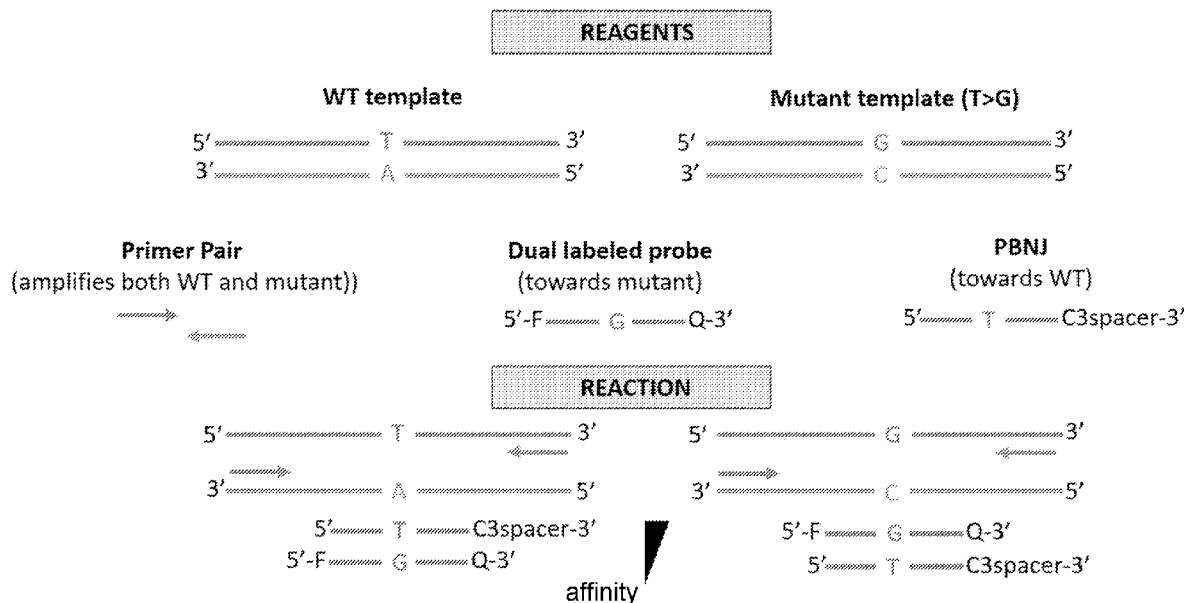 REAGENTS
WT template
Mutant template (T>G)
5' T 3'
3' A 5'
5' G 3'
3' C 5'
Primer Pair
(amplifies both WT and mutant))
Dual labeled probe
(towards mutant)
5'-F G Q-3'
PBNJ
(towards WT)
5' T C3spacer-3'
REACTION
5' T 3'
3' A 5'
5' T C3spacer-3'
5'-F G Q-3'
affinity
5' G 3'
3' C 5'
5'-F G Q-3'
5' T C3spacer-3'